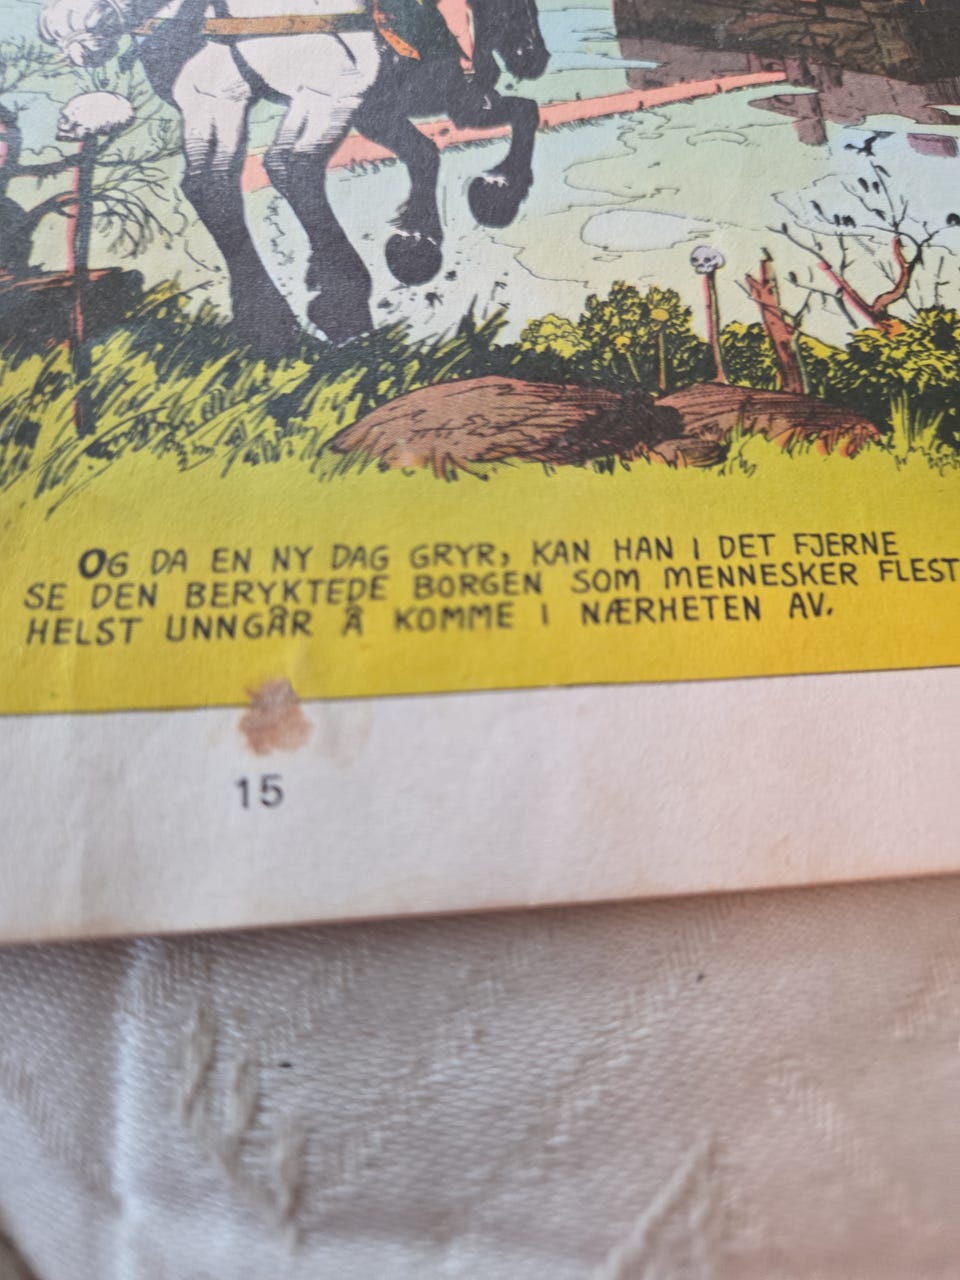 OG DA EN NY DAG GRYR, KAN HAN I DET FJERNE
SE DEN BERYKTEDE BORGEN SOM MENNESKER FLEST
HELST UNNGÅR Å KOMME I NÆRHETEN AV.
15